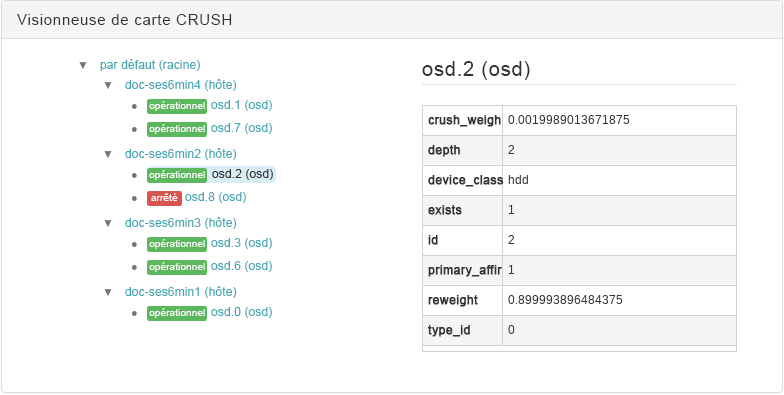 Visionneuse de carte CRUSH
par défaut (racine)
doc-ses6min4 (hôte)
opérationnel osd.1 (osd)
opérationnel osd.7 (osd)
doc-ses6min2 (hôte)
opérationnel osd.2 (osd)
arrêté osd.8 (osd)
doc-ses6min3 (hôte)
opérationnel osd.3 (osd)
opérationnel osd.6 (osd)
doc-ses6min1 (hôte)
opérationnel osd.0 (osd)
osd.2 (osd)
crush_weigh 0.0019989013671875
depth 2
device_class hdd
exists 1
id 2
primary_affir 1
reweight 0.899993896484375
type_id 0